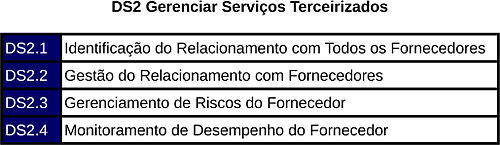 DS2 Gerenciar Serviços Terceirizados
DS2.1 Identificação do Relacionamento com Todos os Fornecedores
DS2.2 Gestão do Relacionamento com Fornecedores
DS2.3 Gerenciamento de Riscos do Fornecedor
DS2.4 Monitoramento de Desempenho do Fornecedor